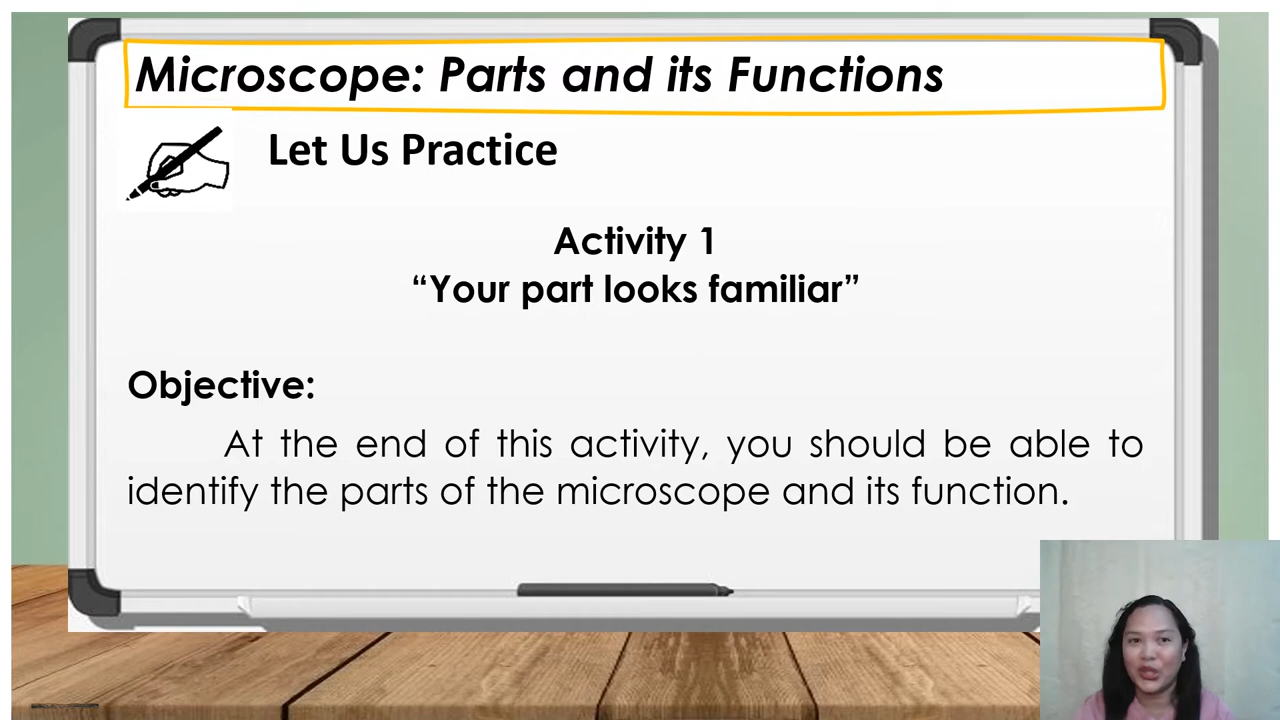 Microscope: Parts and its Functions
Let Us Practice
Activity 1
“Your part looks familiar”
Objective:
At the end of this activity, you should be able to
identify the parts of the microscope and its function.